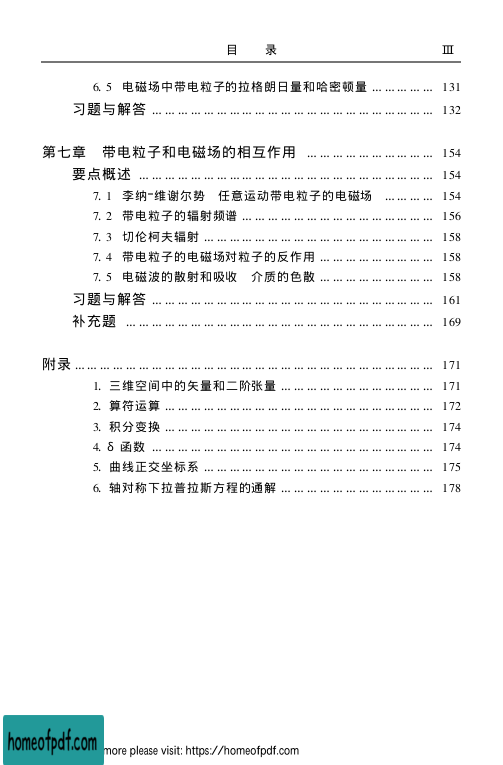 目 录 Ⅲ
6. 5 电磁场中带电粒子的拉格朗日量和哈密顿量 … … … … … 131
习题与解答 … … … … … … … … … … … … … … … … … … … … … … 132
第七章 带电粒子和电磁场的相互作用 … … … … … … … … … … 154
要点概述 … … … … … … … … … … … … … … … … … … … … … … … 154
7. 1 李纳-维谢尔势 任意运动带电粒子的电磁场 … … … … 154
7. 2 带电粒子的辐射频谱 … … … … … … … … … … … … … … … 156
7. 3 切伦柯夫辐射 … … … … … … … … … … … … … … … … … … 158
7. 4 带电粒子的电磁场对粒子的反作用 … … … … … … … … … 158
7. 5 电磁波的散射和吸收 介质的色散 … … … … … … … … … 158
习题与解答 … … … … … … … … … … … … … … … … … … … … … … 161
补充题 … … … … … … … … … … … … … … … … … … … … … … … … 169
附录 … … … … … … … … … … … … … … … … … … … … … … … … … … … … 171
1. 三维空间中的矢量和二阶张量 … … … … … … … … … … … … 171
2. 算符运算 … … … … … … … … … … … … … … … … … … … … … 172
3. 积分变换 … … … … … … … … … … … … … … … … … … … … … 174
4. δ 函数 … … … … … … … … … … … … … … … … … … … … … … 174
5. 曲线正交坐标系 … … … … … … … … … … … … … … … … … … 175
6. 轴对称下拉普拉斯方程的通解 … … … … … … … … … … … … 178
homeofpdf.com more please visit: https://homeofpdf.com